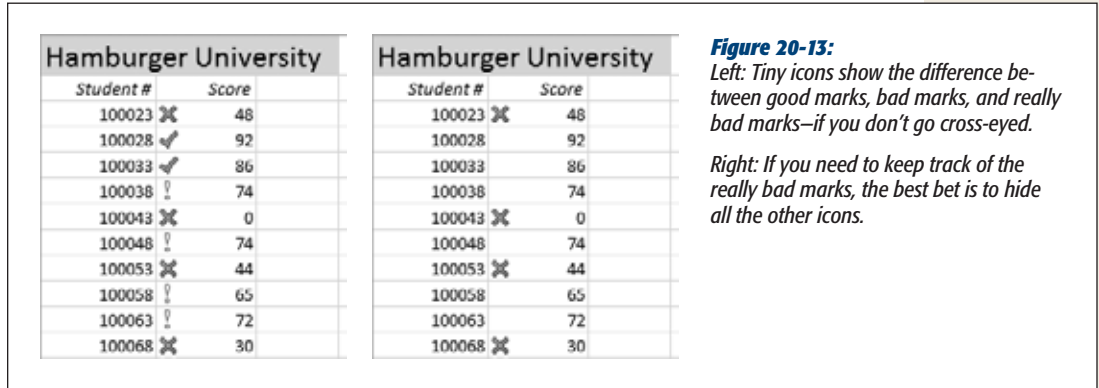 Hamburger University
Student # Score
100023 48
100028 92
100033 86
100038 74
100043 0
100048 74
100053 44
100058 65
100063 72
100068 30
Hamburger University
Student # Score
100023 48
100028 92
100033 86
100038 74
100043 0
100048 74
100053 44
100058 65
100063 72
100068 30
Figure 20-13:
Left: Tiny icons show the difference be-
tween good marks, bad marks, and really
bad marks—if you don’t go cross-eyed.
Right: If you need to keep track of the
really bad marks, the best bet is to hide
all the other icons.